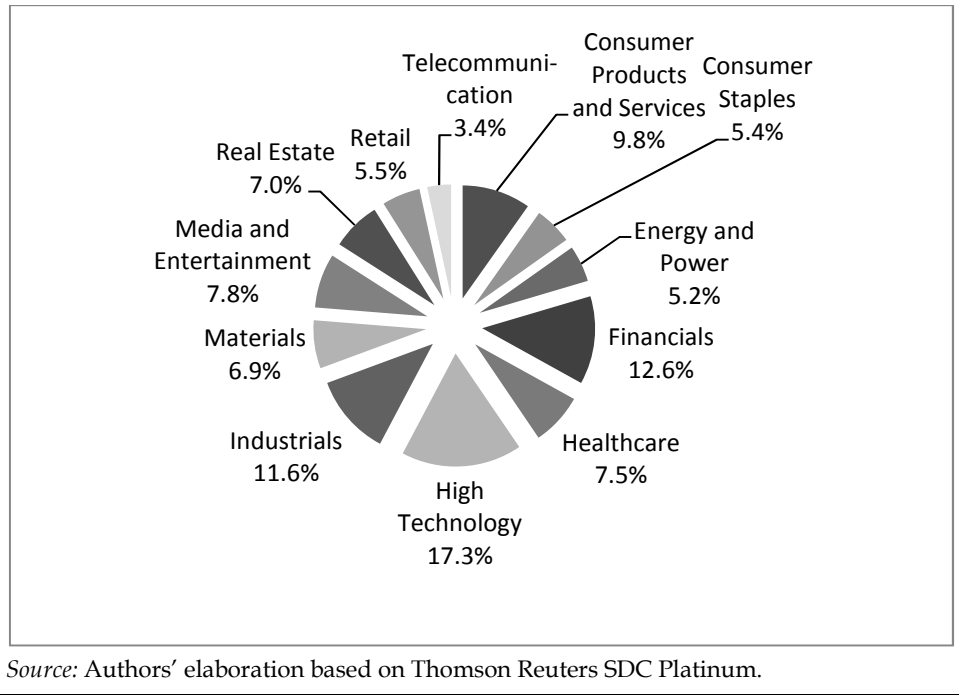 Consumer
Products
and Services
9.8%
Consumer
Staples
5.4%
Energy and
Power
5.2%
Financials
12.6%
Healthcare
7.5%
High
Technology
17.3%
Industrials
11.6%
Materials
6.9%
Media and
Entertainment
7.8%
Real Estate
7.0%
Retail
5.5%
Telecommuni-
cation
3.4%
Source: Authors’ elaboration based on Thomson Reuters SDC Platinum.